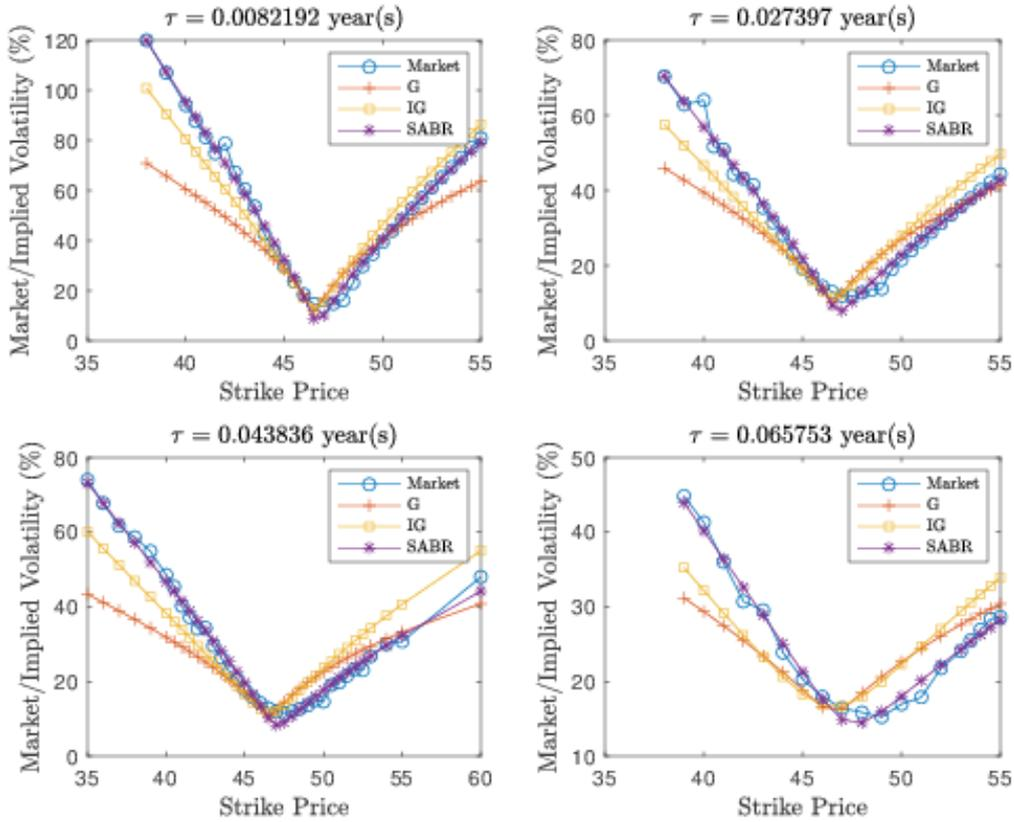 τ = 0.0082192 year(s)
Market/Implied Volatility (%)
120
100
80
60
40
20
0
35
40
45
50
55
Strike Price
Market
G
IG
SABR
τ = 0.027397 year(s)
Market/Implied Volatility (%)
80
60
40
20
0
35
40
45
50
55
Strike Price
Market
G
IG
SABR
τ = 0.043836 year(s)
Market/Implied Volatility (%)
80
60
40
20
0
35
40
45
50
55
60
Strike Price
Market
G
IG
SABR
τ = 0.065753 year(s)
Market/Implied Volatility (%)
50
40
30
20
10
35
40
45
50
55
Strike Price
Market
G
IG
SABR